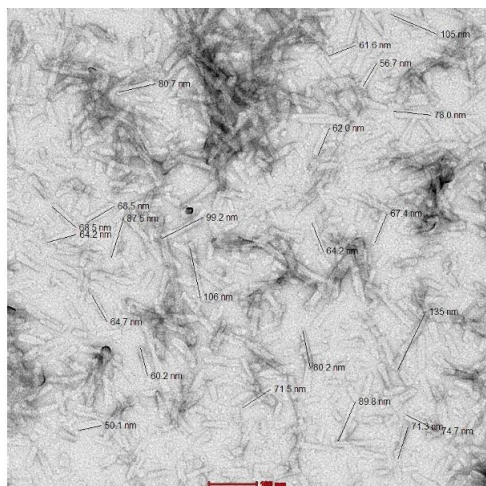 105 nm
61.6 nm
56.7 nm
80.7 nm
78.0 nm
62.0 nm
68.5 nm
67.4 nm
87.5 nm
99.2 nm
68.5 nm
64.2 nm
64.2 nm
106 nm
135 nm
64.7 nm
80.2 nm
60.2 nm
71.5 nm
89.8 nm
50.1 nm
71.3 nm
74.7 nm